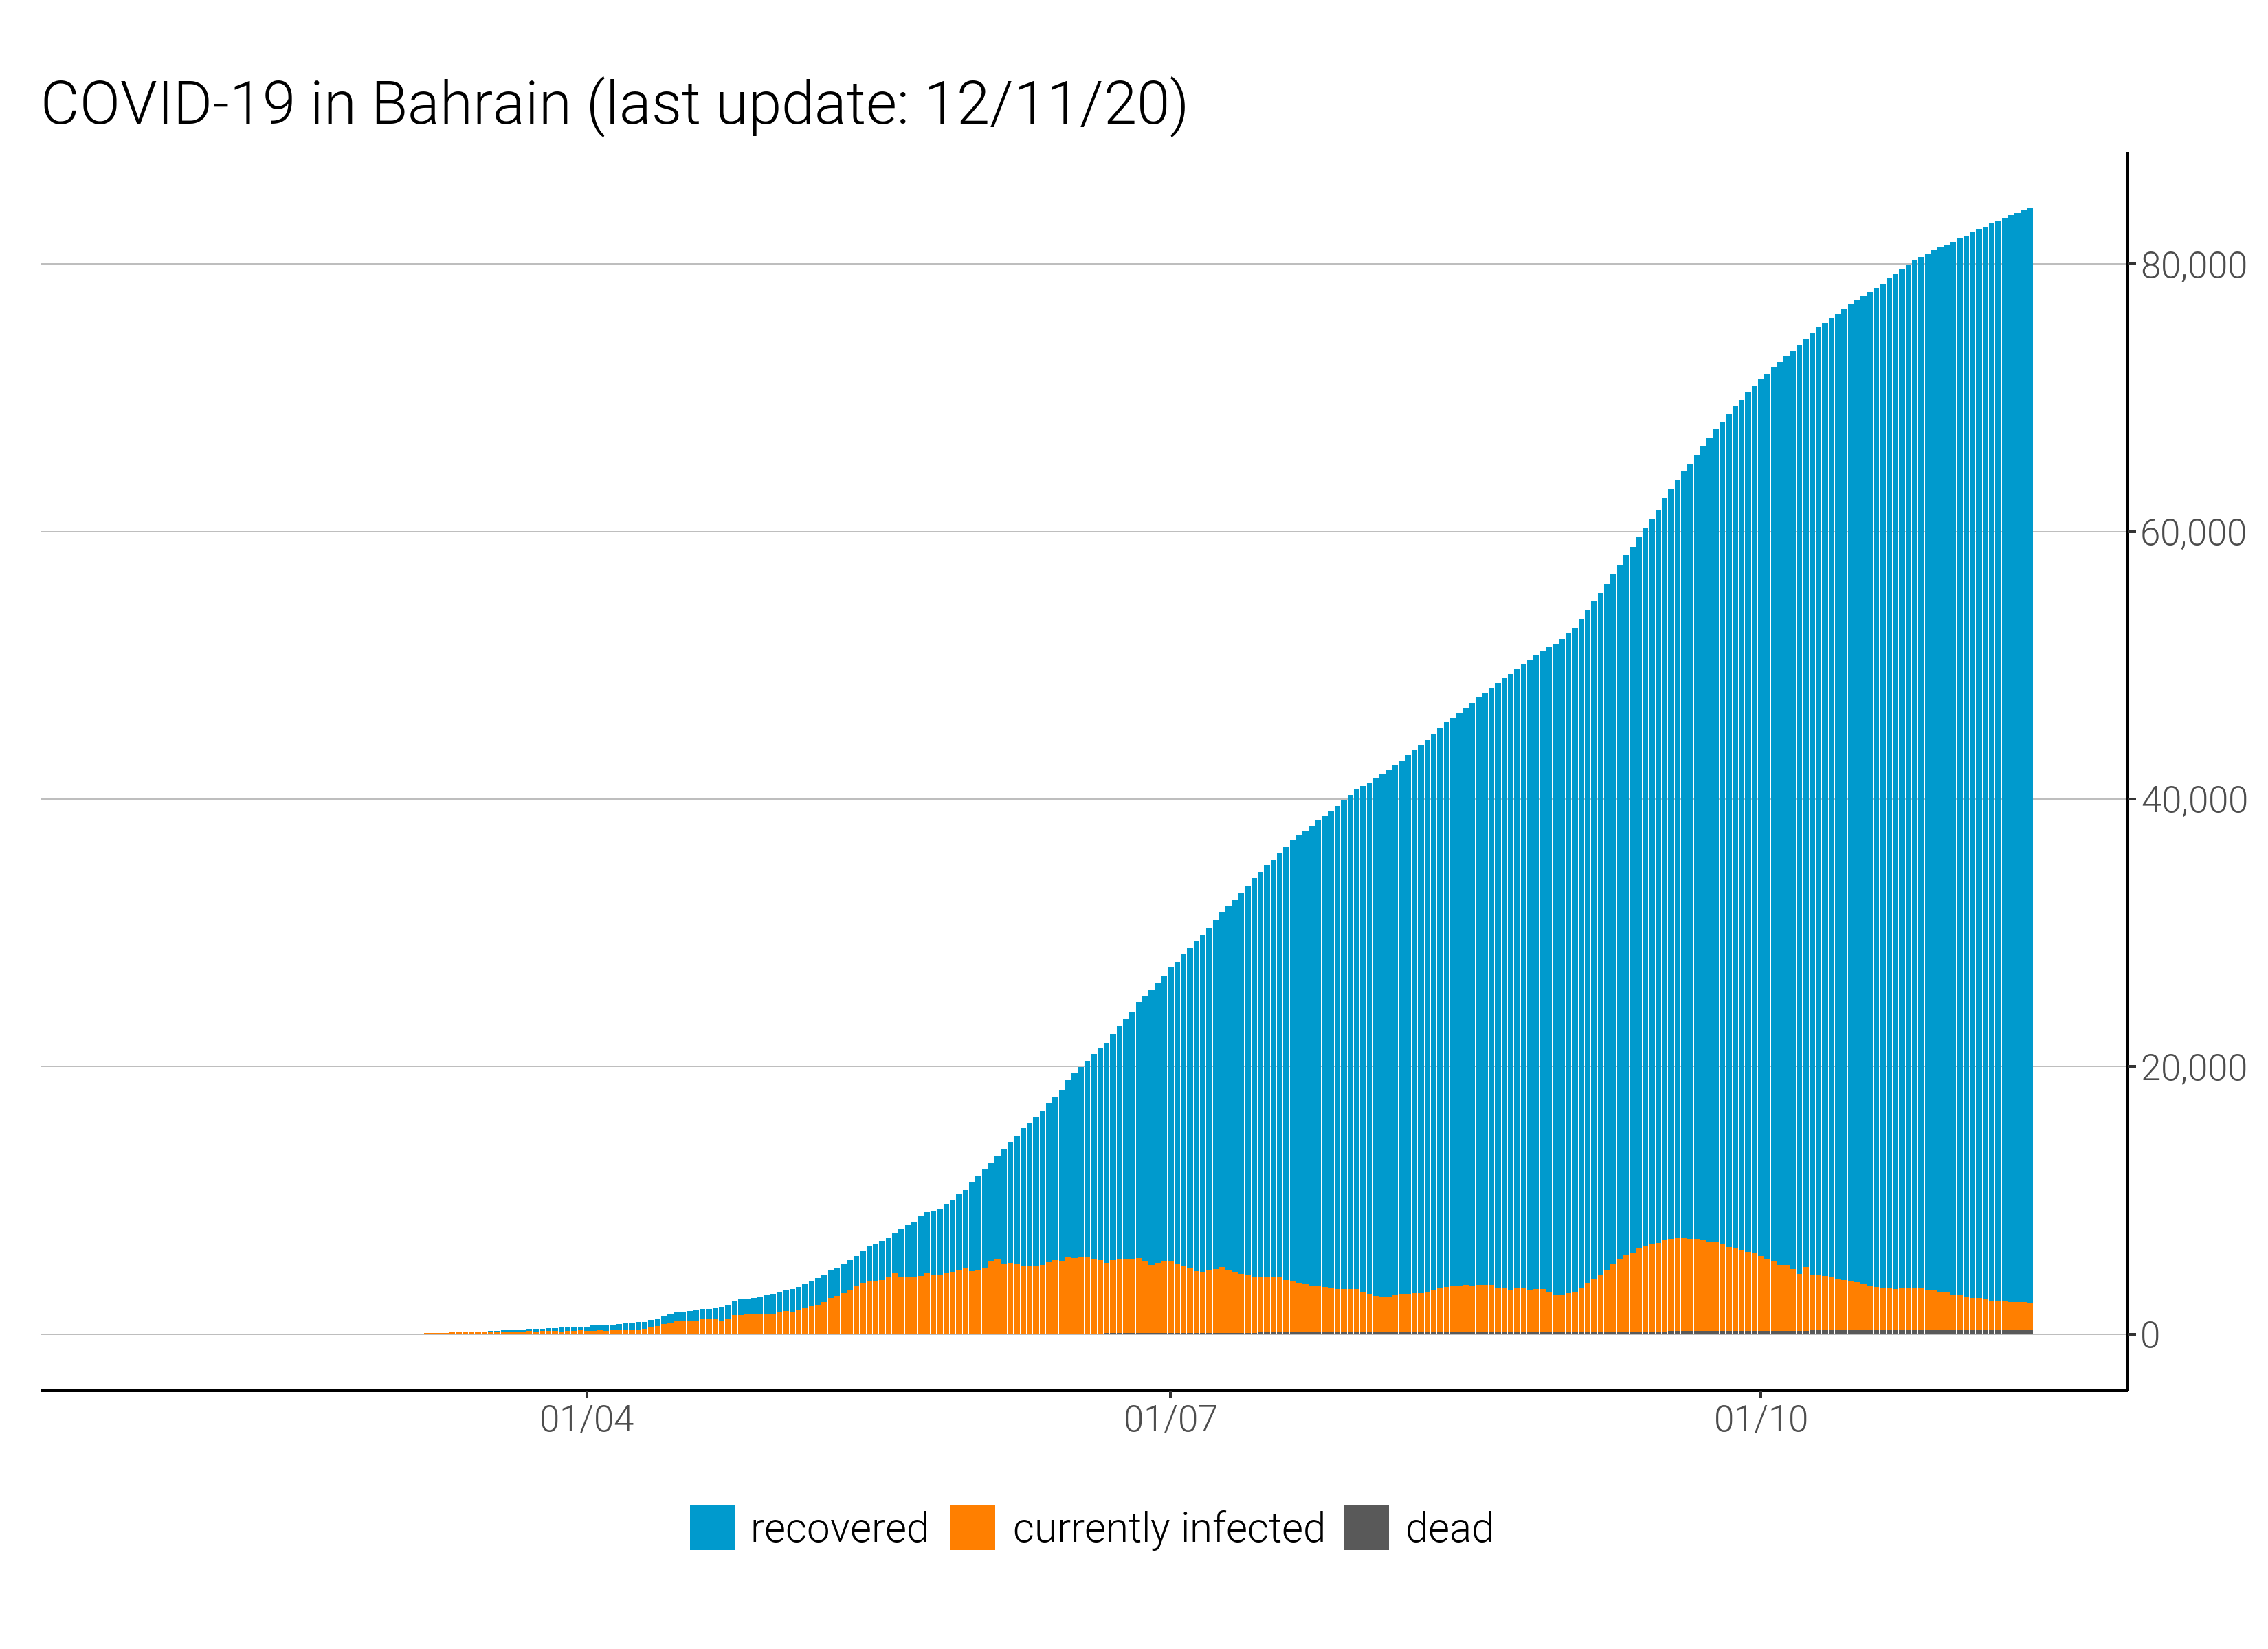 COVID-19 in Bahrain (last update: 12/11/20)
80,000
60,000
40,000
20,000
0
01/04 01/07 01/10
recovered currently infected dead